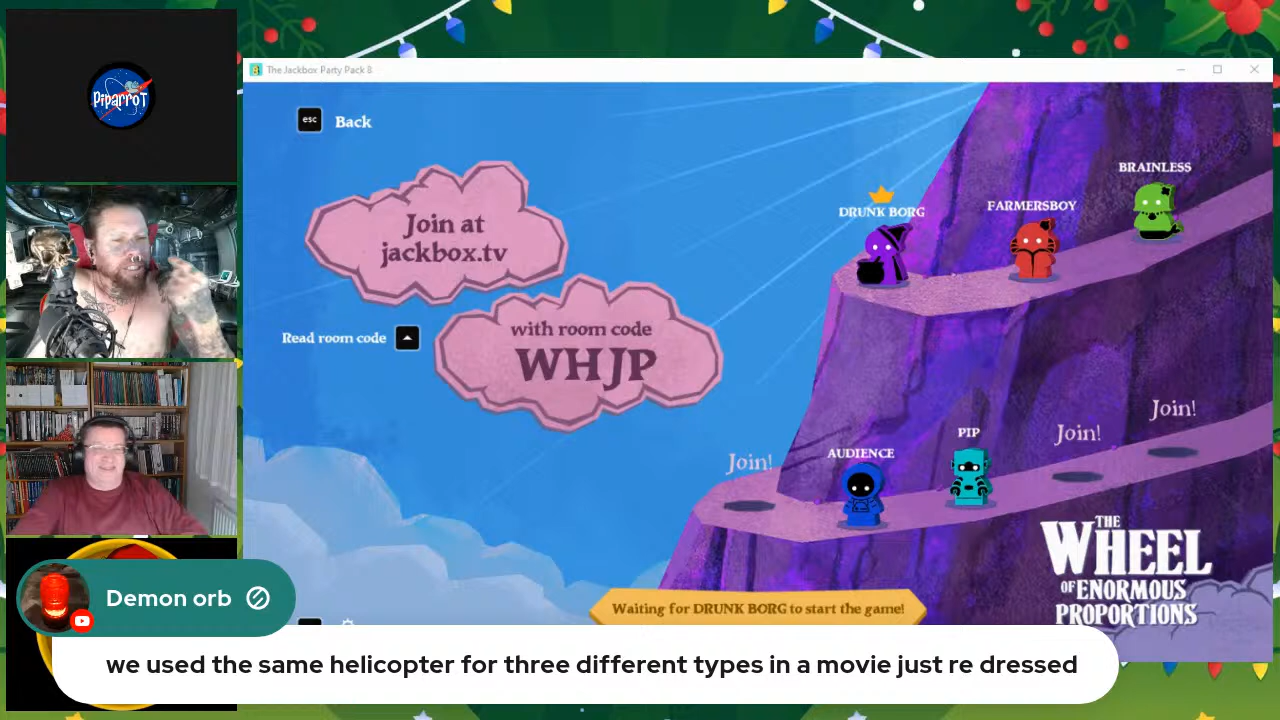 PiparroT
The Jackbox Party Pack 8
esc
Back
Join at
jackbox.tv
Read room code
with room code
WHJP
DRUNK BORG
FARMERSBOY
BRAINLESS
Join!
AUDIENCE
PIP
Join!
Join!
THE
WHEEL
OF ENORMOUS
PROPORTIONS
Waiting for DRUNK BORG to start the game!
Demon orb
we used the same helicopter for three different types in a movie just re dressed